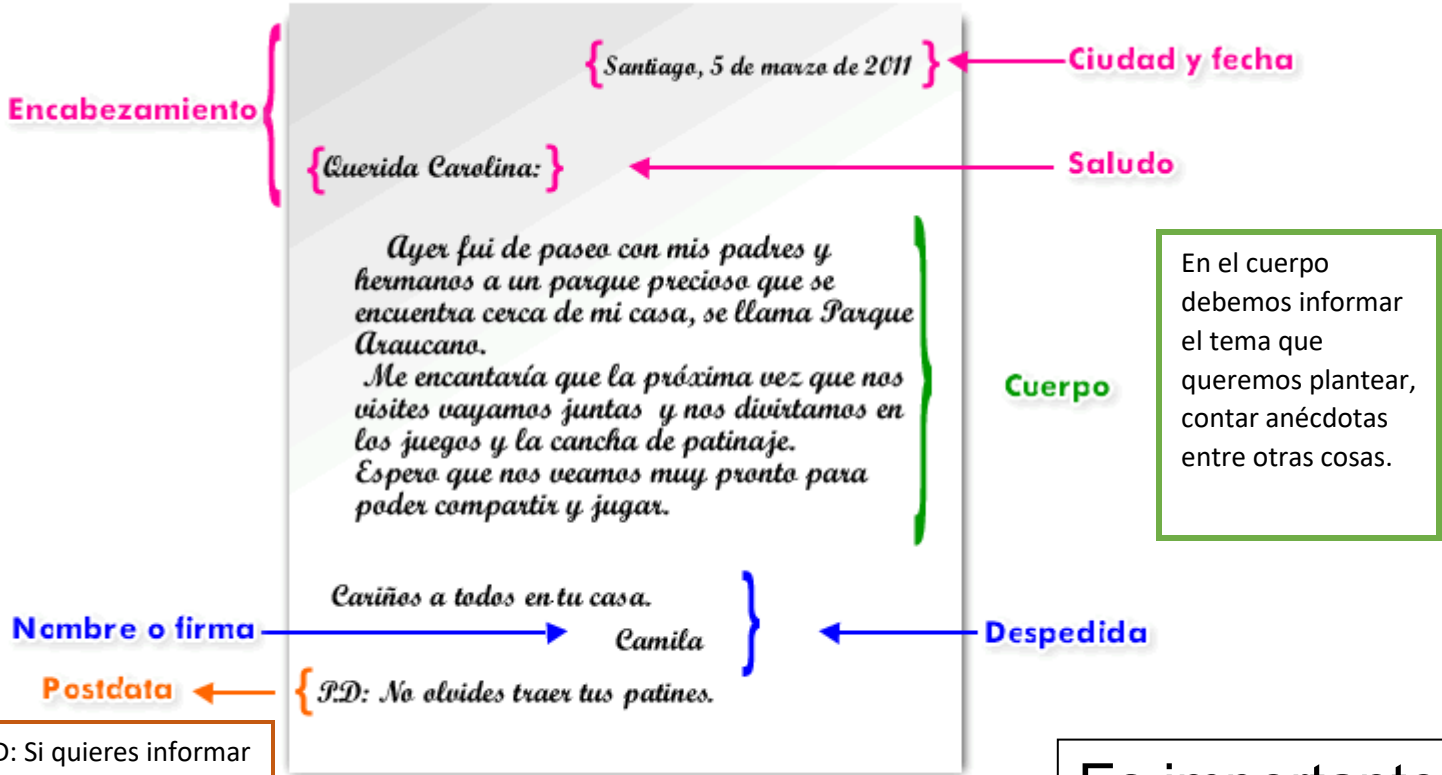 Santiago, 5 de marzo de 2011
Ciudad y fecha
Encabezamiento
Querida Carolina:
Saludo
Ayer fui de paseo con mis padres y
hermanos a un parque precioso que se
encuentra cerca de mi casa, se llama Parque
Araucano.
Me encantaría que la próxima vez que nos
visites vayamos juntas y nos divirtamos en
los juegos y la cancha de patinaje.
Espero que nos veamos muy pronto para
poder compartir y jugar.
Cuerpo
En el cuerpo
debemos informar
el tema que
queremos plantear,
contar anécdotas
entre otras cosas.
Cariños a todos en tu casa.
Nombre o firma
Camila
Despedida
Postdata
P.D: No olvides traer tus patines.
D: Si quieres informar
Es importante